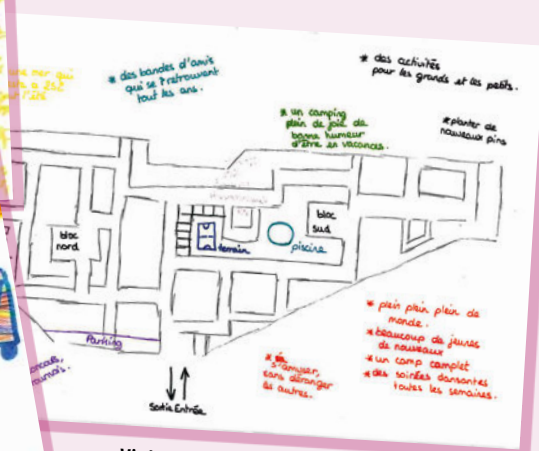 * des bandes d'amis
qui se retrouvent
tout les ans.
* des activités
pour les grands et les petits.
* un camping
plein de joie de
bonne humeur
d'être en vacances.
* planter de
nouveaux pins
bloc
nord
terrain
piscine
bloc
sud
Parking
Sortie Entrée
* s'amuser,
sans déranger
les autres.
* plein plein plein de
monde.
* beaucoup de jeunes
de nouveaux
* un camp complet
* des soirées dansantes
toutes les semaines.